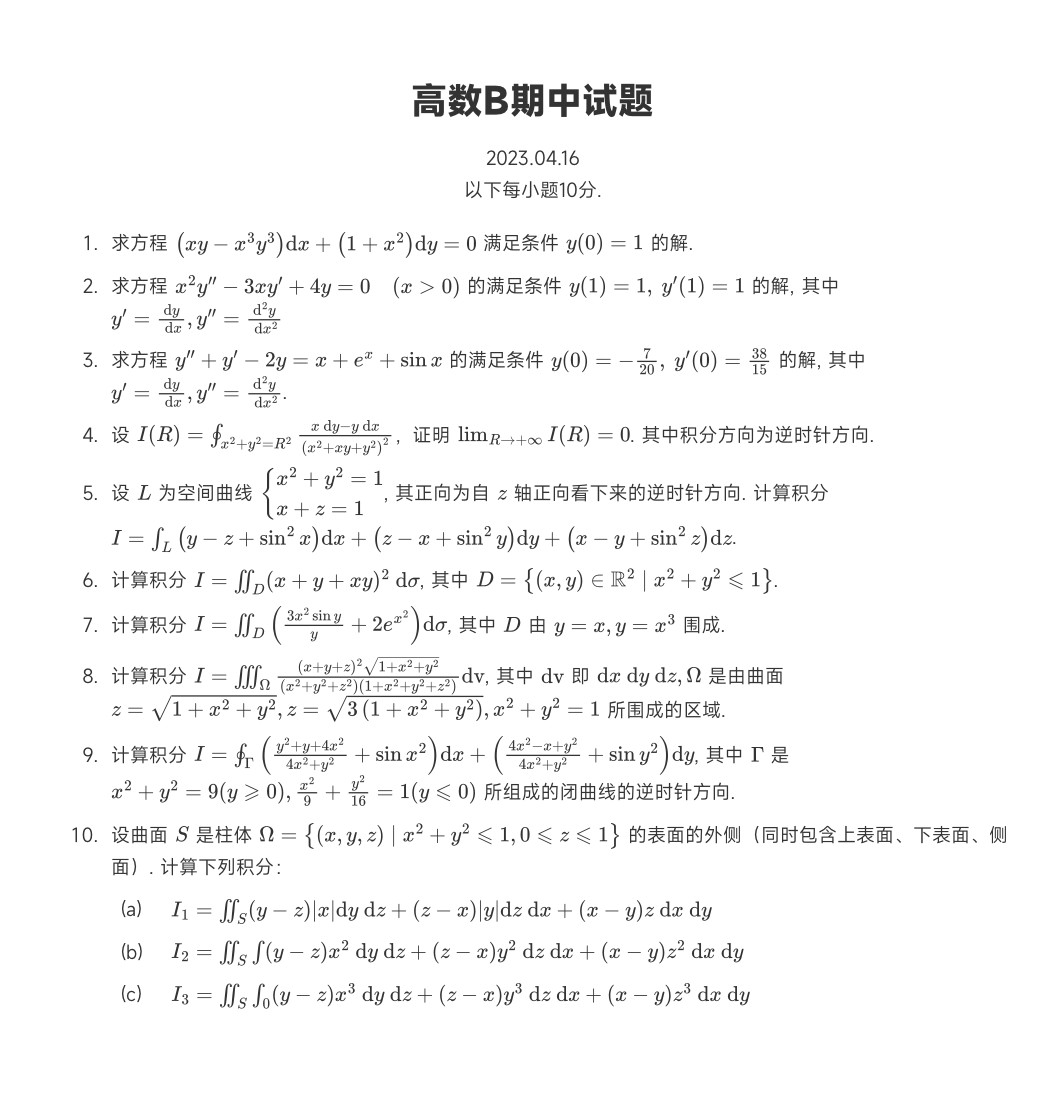 高数B期中试题
2023.04.16
以下每小题10分.
1. 求方程 $(xy - x^3y^3)\mathrm{d}x + (1 + x^2)\mathrm{d}y = 0$ 满足条件 $y(0) = 1$ 的解.
2. 求方程 $x^2y'' - 3xy' + 4y = 0 \quad (x > 0)$ 的满足条件 $y(1) = 1, y'(1) = 1$ 的解, 其中
$y' = \frac{\mathrm{d}y}{\mathrm{d}x}, y'' = \frac{\mathrm{d}^2y}{\mathrm{d}x^2}$
3. 求方程 $y'' + y' - 2y = x + e^x + \sin x$ 的满足条件 $y(0) = -\frac{7}{20}, y'(0) = \frac{38}{15}$ 的解, 其中
$y' = \frac{\mathrm{d}y}{\mathrm{d}x}, y'' = \frac{\mathrm{d}^2y}{\mathrm{d}x^2}$.
4. 设 $I(R) = \oint_{x^2+y^2=R^2} \frac{x\,\mathrm{d}y - y\,\mathrm{d}x}{(x^2+xy+y^2)^2}$, 证明 $\lim_{R\to+\infty} I(R) = 0$. 其中积分方向为逆时针方向.
5. 设 $L$ 为空间曲线 $\begin{cases} x^2 + y^2 = 1 \\ x + z = 1 \end{cases}$, 其正向为自 $z$ 轴正向看下来的逆时针方向. 计算积分
$I = \int_L (y - z + \sin^2 x)\mathrm{d}x + (z - x + \sin^2 y)\mathrm{d}y + (x - y + \sin^2 z)\mathrm{d}z$.
6. 计算积分 $I = \iint_D (x + y + xy)^2\,\mathrm{d}\sigma$, 其中 $D = \{(x, y) \in \mathbb{R}^2 \mid x^2 + y^2 \leqslant 1\}$.
7. 计算积分 $I = \iint_D \left(\frac{3x^2 \sin y}{y} + 2e^{x^2}\right)\mathrm{d}\sigma$, 其中 $D$ 由 $y = x, y = x^3$ 围成.
8. 计算积分 $I = \iiint_\Omega \frac{(x+y+z)^2\sqrt{1+x^2+y^2}}{(x^2+y^2+z^2)(1+x^2+y^2+z^2)}\mathrm{dv}$, 其中 $\mathrm{dv}$ 即 $\mathrm{d}x\,\mathrm{d}y\,\mathrm{d}z, \Omega$ 是由曲面
$z = \sqrt{1 + x^2 + y^2}, z = \sqrt{3(1 + x^2 + y^2)}, x^2 + y^2 = 1$ 所围成的区域.
9. 计算积分 $I = \oint_\Gamma \left(\frac{y^2+y+4x^2}{4x^2+y^2} + \sin x^2\right)\mathrm{d}x + \left(\frac{4x^2-x+y^2}{4x^2+y^2} + \sin y^2\right)\mathrm{d}y$, 其中 $\Gamma$ 是
$x^2 + y^2 = 9(y \geqslant 0), \frac{x^2}{9} + \frac{y^2}{16} = 1(y \leqslant 0)$ 所组成的闭曲线的逆时针方向.
10. 设曲面 $S$ 是柱体 $\Omega = \{(x, y, z) \mid x^2 + y^2 \leqslant 1, 0 \leqslant z \leqslant 1\}$ 的表面的外侧（同时包含上表面、下表面、侧
面）. 计算下列积分：
(a) $I_1 = \iint_S (y - z)|x|\mathrm{d}y\,\mathrm{d}z + (z - x)|y|\mathrm{d}z\,\mathrm{d}x + (x - y)z\,\mathrm{d}x\,\mathrm{d}y$
(b) $I_2 = \iint_S \int (y - z)x^2\,\mathrm{d}y\,\mathrm{d}z + (z - x)y^2\,\mathrm{d}z\,\mathrm{d}x + (x - y)z^2\,\mathrm{d}x\,\mathrm{d}y$
(c) $I_3 = \iint_S \int_0 (y - z)x^3\,\mathrm{d}y\,\mathrm{d}z + (z - x)y^3\,\mathrm{d}z\,\mathrm{d}x + (x - y)z^3\,\mathrm{d}x\,\mathrm{d}y$